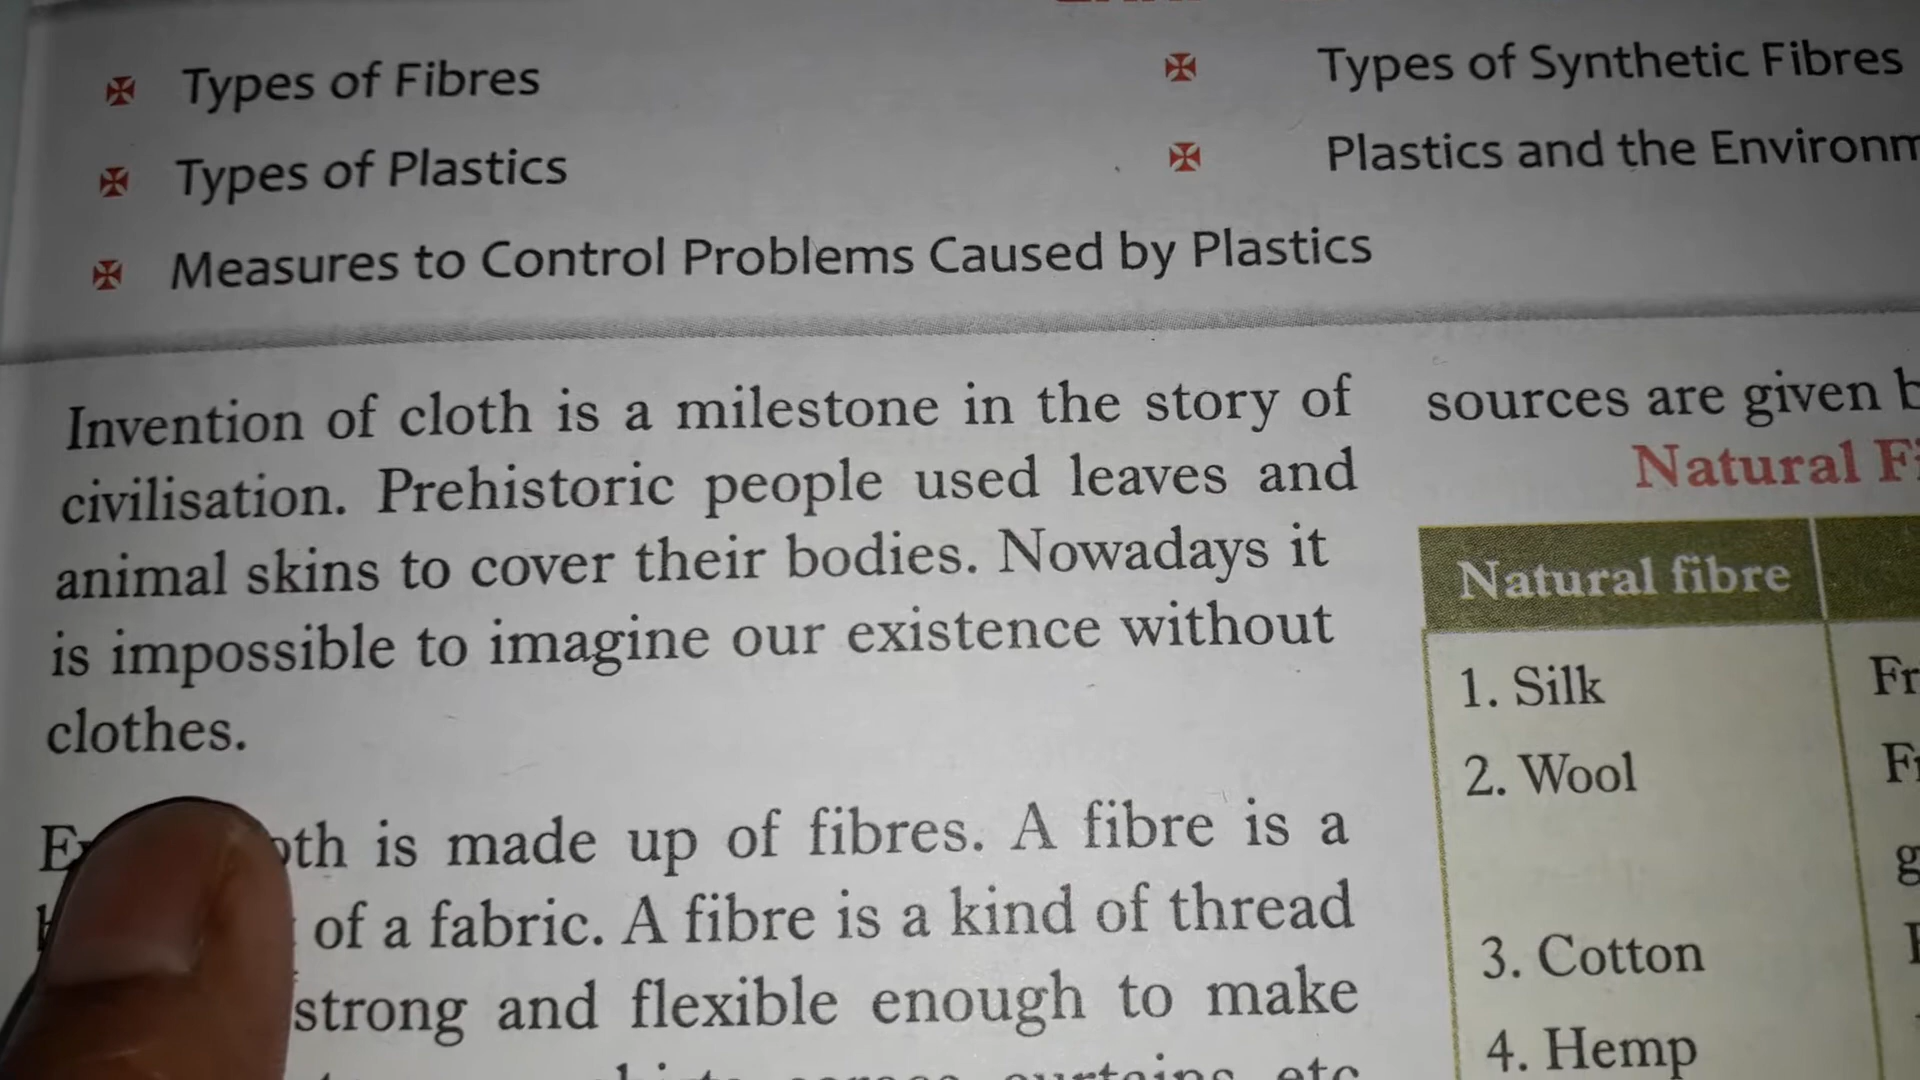 Types of Fibres
Types of Synthetic Fibres
Types of Plastics
Plastics and the
Measures to Control Problems Caused by Plastics
Invention of cloth is a milestone in the story of
civilisation. Prehistoric people used leaves and
animal skins to cover their bodies. Nowadays it
is impossible to imagine our existence without
clothes.
is made up of fibres. A fibre is a
of a fabric. A fibre is a kind of thread
strong and flexible enough to make
sources are given
Natural
Natural fibre
1. Silk
2. Wool
3. Cotton
4. Hemp